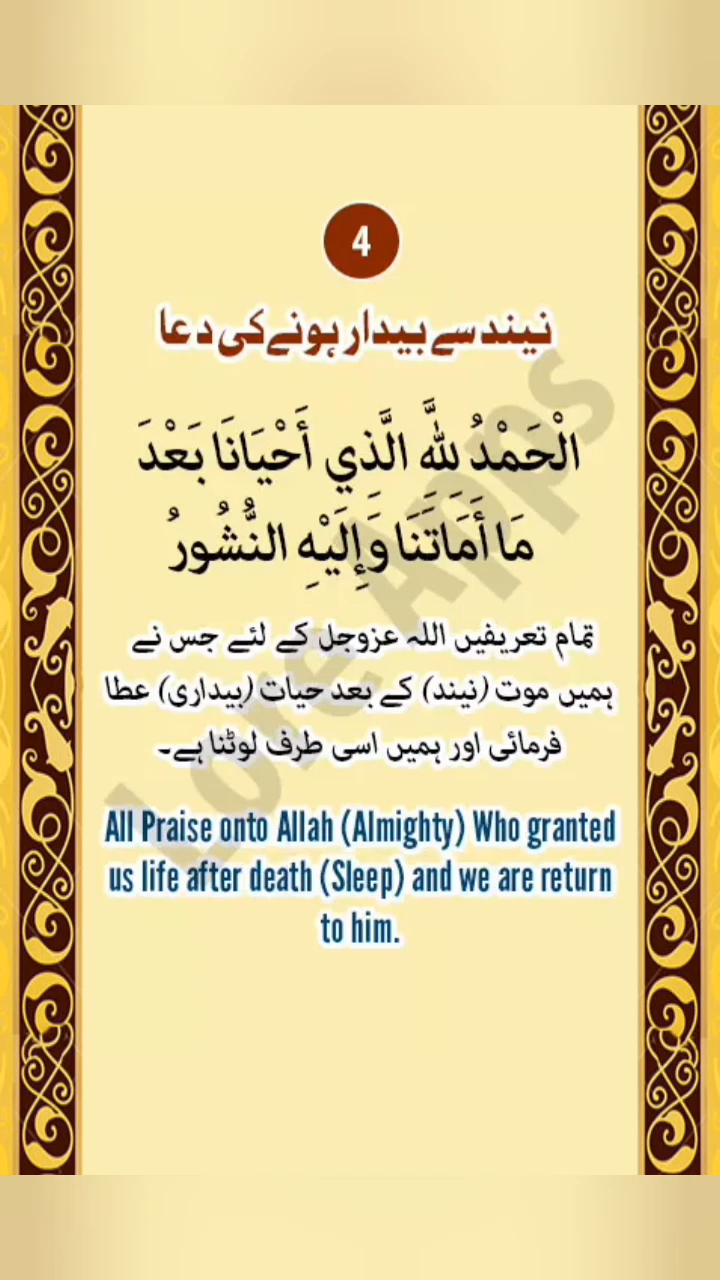 4
نیند سے بیدار ہونے کی دعا
الْحَمْدُ لِلَّهِ الَّذِي أَحْيَانَا بَعْدَ
مَا أَمَاتَنَا وَإِلَيْهِ النُّشُورُ
تمام تعریفیں اللہ عزوجل کے لئے جس نے
ہمیں موت (نیند) کے بعد حیات (بیداری) عطا
فرمائی اور ہمیں اسی طرف لوٹنا ہے۔
All Praise onto Allah (Almighty) Who granted
us life after death (Sleep) and we are return
to him.
Lore Apps